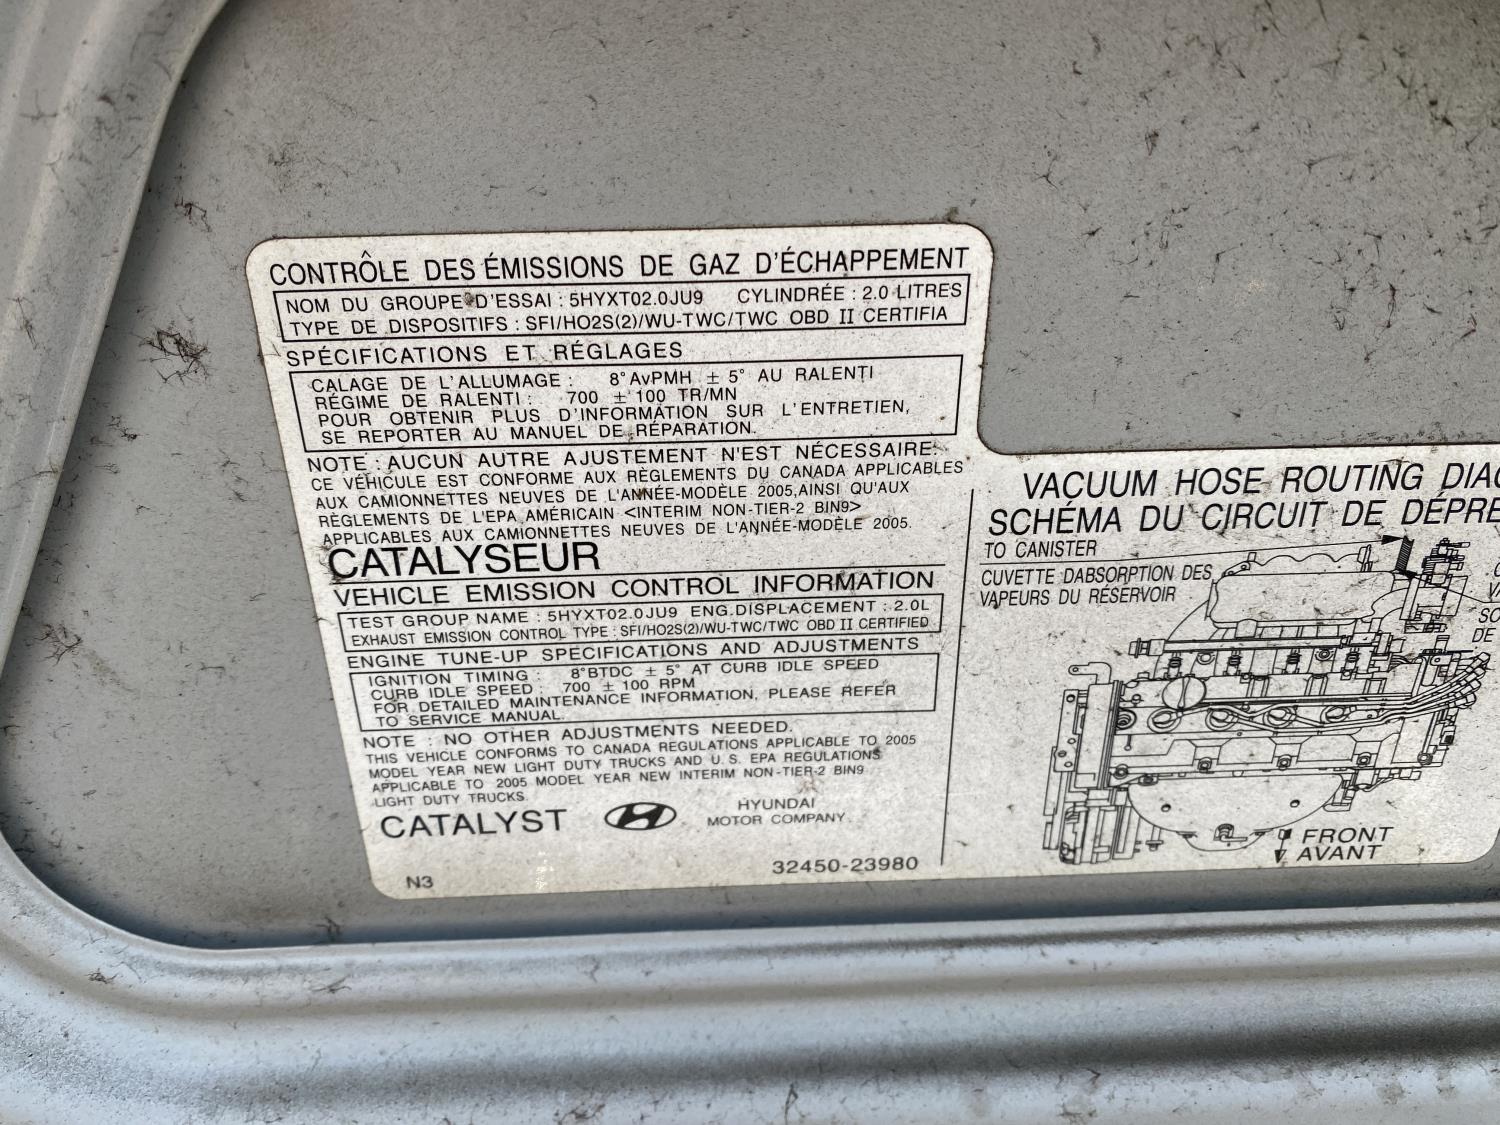 CONTRÔLE DES ÉMISSIONS DE GAZ D'ÉCHAPPEMENT
NOM DU GROUPE D'ESSAI : 5HYXT02.0JU9 CYLINDRÉE : 2.0 LITRES
TYPE DE DISPOSITIFS : SFI/HO2S(2)/WU-TWC/TWC OBD II CERTIFIA
SPÉCIFICATIONS ET RÉGLAGES
CALAGE DE L'ALLUMAGE : 8°AvPMH ± 5° AU RALENTI
RÉGIME DE RALENTI : 700 ± 100 TR/MN
POUR OBTENIR PLUS D'INFORMATION SUR L'ENTRETIEN,
SE REPORTER AU MANUEL DE RÉPARATION.
NOTE : AUCUN AUTRE AJUSTEMENT N'EST NÉCESSAIRE.
CE VÉHICULE EST CONFORME AUX RÈGLEMENTS DU CANADA APPLICABLES
AUX CAMIONNETTES NEUVES DE L'ANNÉE-MODÈLE 2005,AINSI QU'AUX
RÈGLEMENTS DE L'EPA AMÉRICAIN <INTERIM NON-TIER-2 BIN9>
APPLICABLES AUX CAMIONNETTES NEUVES DE L'ANNÉE-MODÈLE 2005.
CATALYSEUR
VEHICLE EMISSION CONTROL INFORMATION
TEST GROUP NAME : 5HYXT02.0JU9 ENG.DISPLACEMENT : 2.0L
EXHAUST EMISSION CONTROL TYPE : SFI/HO2S(2)/WU-TWC/TWC OBD II CERTIFIED
ENGINE TUNE-UP SPECIFICATIONS AND ADJUSTMENTS
IGNITION TIMING : 8°BTDC ± 5° AT CURB IDLE SPEED
CURB IDLE SPEED : 700 ± 100 RPM
FOR DETAILED MAINTENANCE INFORMATION, PLEASE REFER
TO SERVICE MANUAL.
NOTE : NO OTHER ADJUSTMENTS NEEDED.
THIS VEHICLE CONFORMS TO CANADA REGULATIONS APPLICABLE TO 2005
MODEL YEAR NEW LIGHT DUTY TRUCKS AND U.S. EPA REGULATIONS
APPLICABLE TO 2005 MODEL YEAR NEW INTERIM NON-TIER-2 BIN9
LIGHT DUTY TRUCKS.
CATALYST
HYUNDAI
MOTOR COMPANY
32450-23980
N3
VACUUM HOSE ROUTING DIAG
SCHÉMA DU CIRCUIT DE DÉPRE
TO CANISTER
CUVETTE DABSORPTION DES
VAPEURS DU RÉSERVOIR
SO
DE
FRONT
AVANT